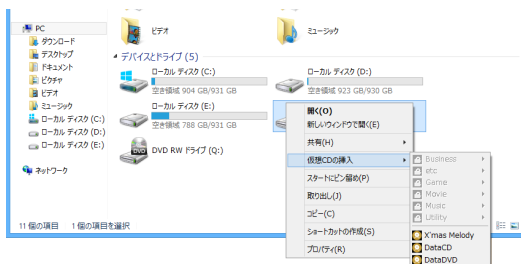 PC
ダウンロード
デスクトップ
ドキュメント
ピクチャ
ビデオ
ミュージック
ローカル ディスク (C:)
ローカル ディスク (D:)
ローカル ディスク (E:)
ネットワーク
ビデオ
ミュージック
デバイスとドライブ (5)
ローカル ディスク (C:)
空き領域 904 GB/931 GB
ローカル ディスク (D:)
空き領域 923 GB/930 GB
ローカル ディスク (E:)
空き領域 788 GB/931 GB
DVD RW ドライブ (Q:)
開く(O)
新しいウィンドウで開く(E)
共有(H)
仮想CDの挿入
スタートにピン留め(P)
取り出し(J)
コピー(C)
ショートカットの作成(S)
プロパティ(R)
Business
etc
Game
Movie
Music
Utility
X'mas Melody
DataCD
DataDVD
11 個の項目
1 個の項目を選択